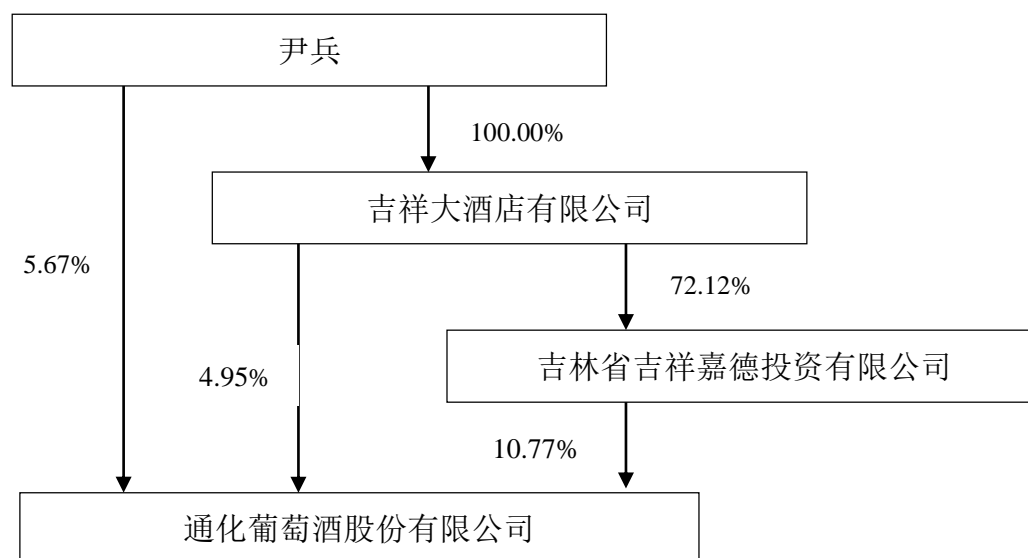 尹兵
100.00%
吉祥大酒店有限公司
5.67%
72.12%
吉林省吉祥嘉德投资有限公司
4.95%
10.77%
通化葡萄酒股份有限公司